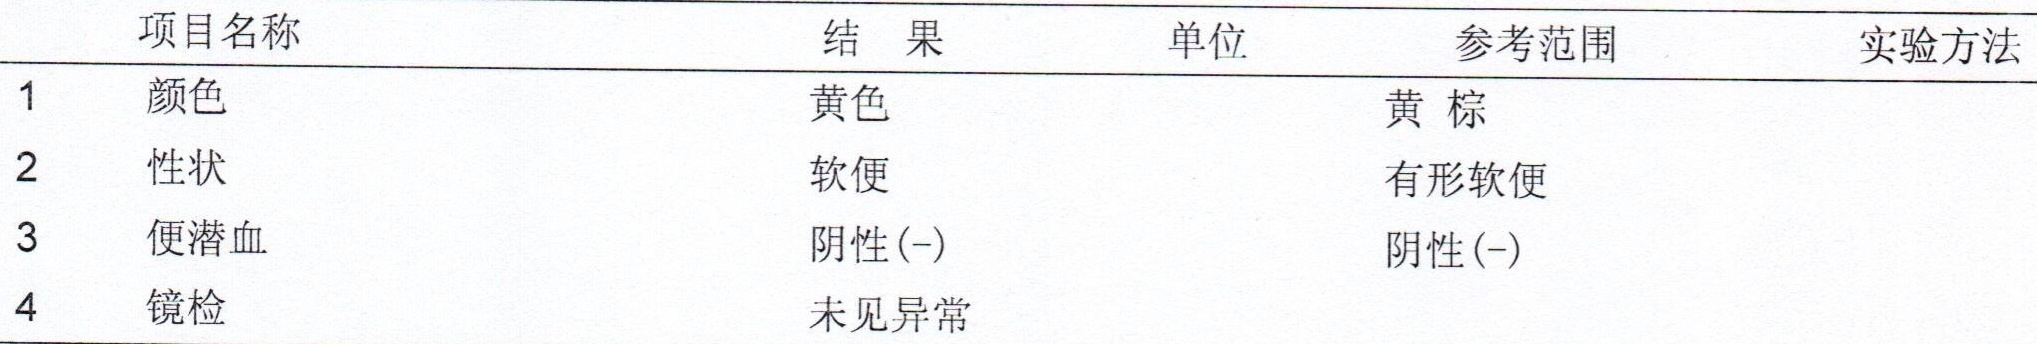 项目名称 结 果 单位 参考范围 实验方法
1 颜色 黄色 黄 棕
2 性状 软便 有形软便
3 便潜血 阴性(-) 阴性(-)
4 镜检 未见异常